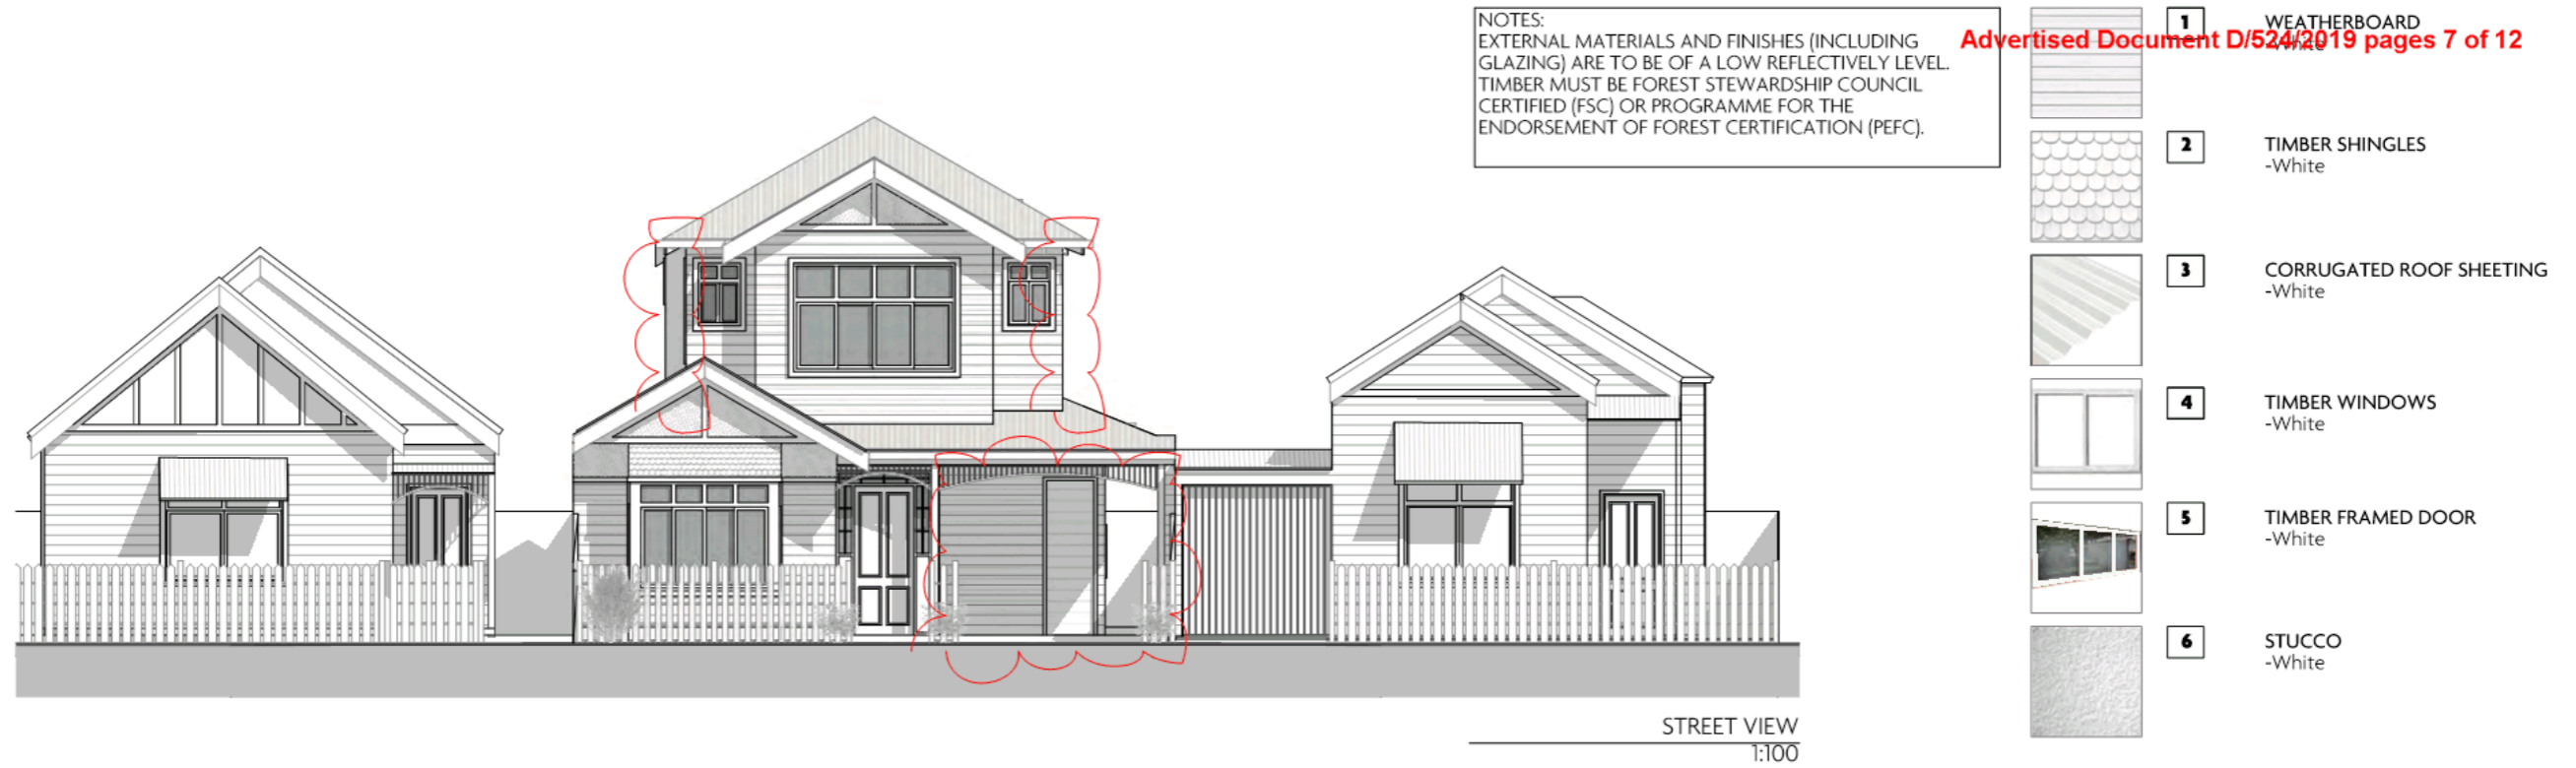 NOTES:
EXTERNAL MATERIALS AND FINISHES (INCLUDING
GLAZING) ARE TO BE OF A LOW REFLECTIVELY LEVEL.
TIMBER MUST BE FOREST STEWARDSHIP COUNCIL
CERTIFIED (FSC) OR PROGRAMME FOR THE
ENDORSEMENT OF FOREST CERTIFICATION (PEFC).
Advertised Document D/524/2019 pages 7 of 12
1 WEATHERBOARD
-White
2 TIMBER SHINGLES
-White
3 CORRUGATED ROOF SHEETING
-White
4 TIMBER WINDOWS
-White
5 TIMBER FRAMED DOOR
-White
6 STUCCO
-White
STREET VIEW
1:100